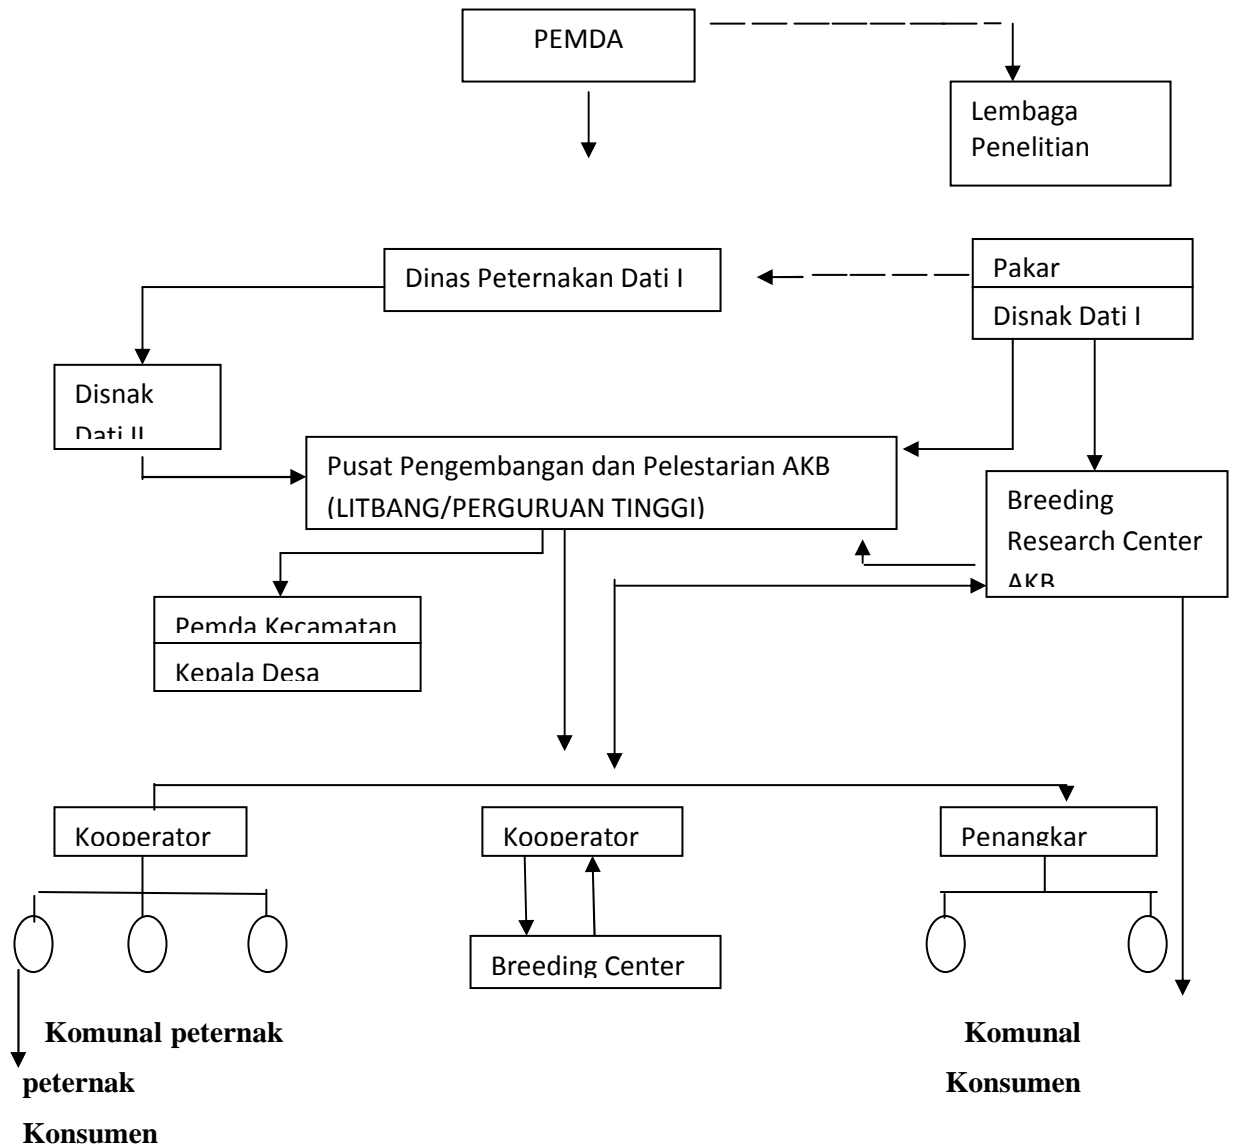 PEMDA
Lembaga
Penelitian
Dinas Peternakan Dati I
Pakar
Disnak Dati I
Disnak
Dati II
Pusat Pengembangan dan Pelestarian AKB
(LITBANG/PERGURUAN TINGGI)
Breeding
Research Center
AKB
Pemda Kecamatan
Kepala Desa
Kooperator
Kooperator
Penangkar
Breeding Center
Komunal peternak
Komunal
peternak
Konsumen
Konsumen